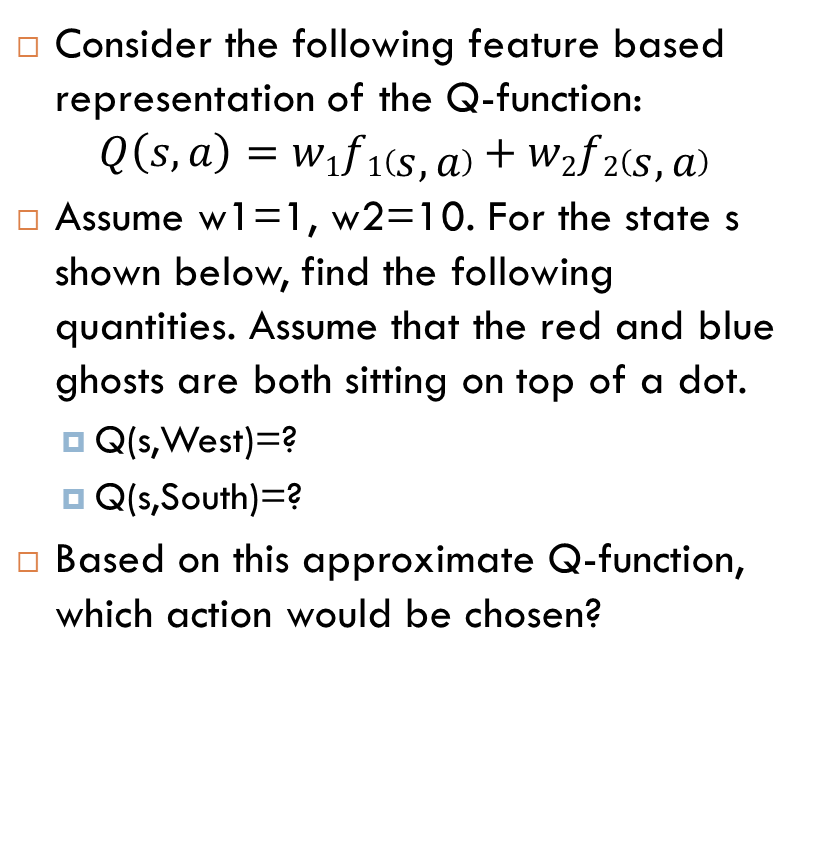 Consider the following feature based
representation of the Q-function:
Q(s, a) = w₁f₁(s, a) + w₂f₂(s, a)
Assume w1=1, w2=10. For the state s
shown below, find the following
quantities. Assume that the red and blue
ghosts are both sitting on top of a dot.
Q(s,West)=?
Q(s,South)=?
Based on this approximate Q-function,
which action would be chosen?